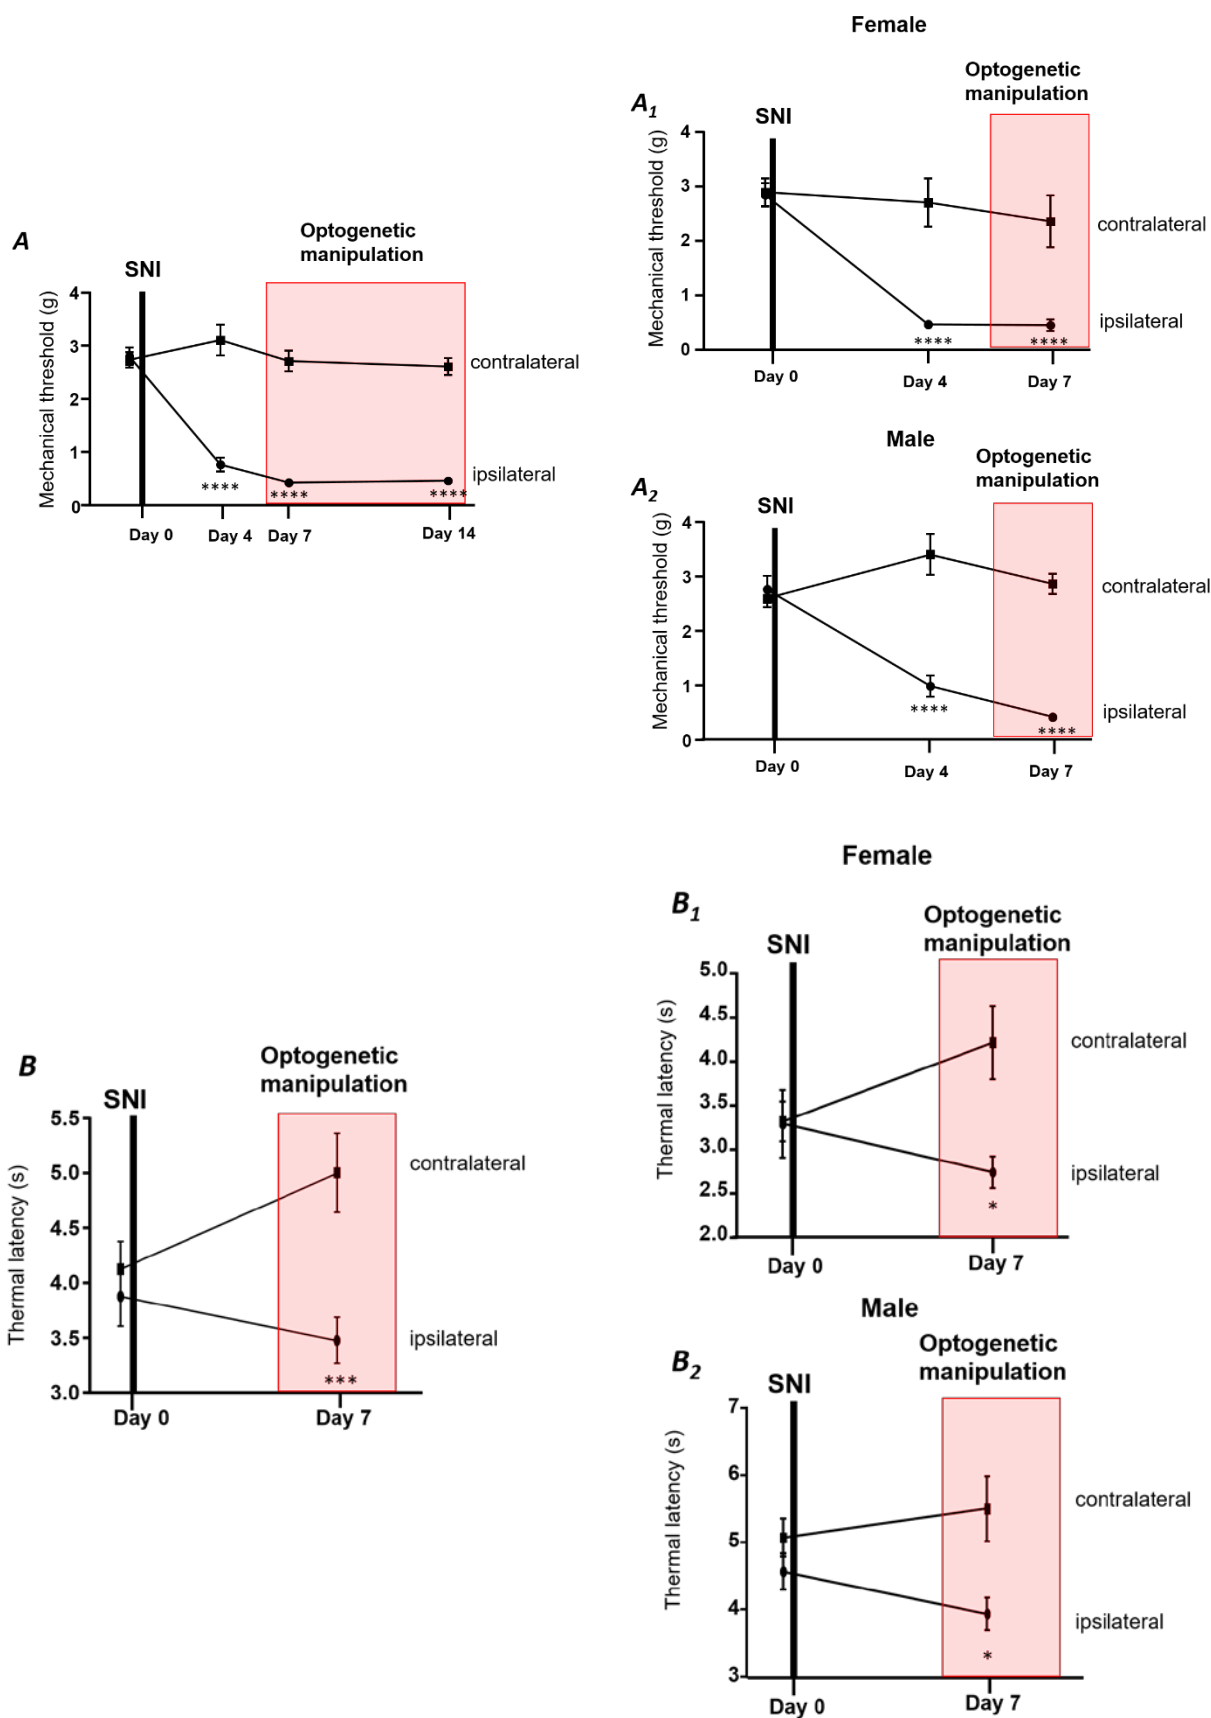 A
Optogenetic
manipulation
SNI
Mechanical threshold (g)
4
3
2
1
0
contralateral
ipsilateral
****
****
****
Day 0
Day 4
Day 7
Day 14
Female
A1
Optogenetic
manipulation
SNI
Mechanical threshold (g)
4
3
2
1
0
contralateral
ipsilateral
****
****
Day 0
Day 4
Day 7
Male
A2
Optogenetic
manipulation
SNI
Mechanical threshold (g)
4
3
2
1
0
contralateral
ipsilateral
****
****
Day 0
Day 4
Day 7
B
Optogenetic
manipulation
SNI
Thermal latency (s)
5.5
5.0
4.5
4.0
3.5
3.0
contralateral
ipsilateral
***
Day 0
Day 7
Female
B1
Optogenetic
manipulation
SNI
Thermal latency (s)
5.0
4.5
4.0
3.5
3.0
2.5
2.0
contralateral
ipsilateral
*
Day 0
Day 7
Male
B2
Optogenetic
manipulation
SNI
Thermal latency (s)
7
6
5
4
3
contralateral
ipsilateral
*
Day 0
Day 7